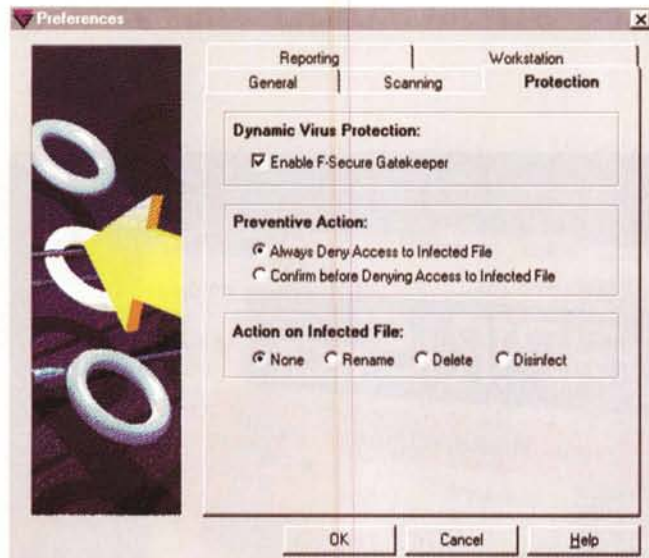 Preferences
Reporting Workstation
General Scanning Protection
Dynamic Virus Protection:
Enable F-Secure Gatekeeper
Preventive Action:
Always Deny Access to Infected File
Confirm before Denying Access to Infected File
Action on Infected File:
None Rename Delete Disinfect
OK Cancel Help